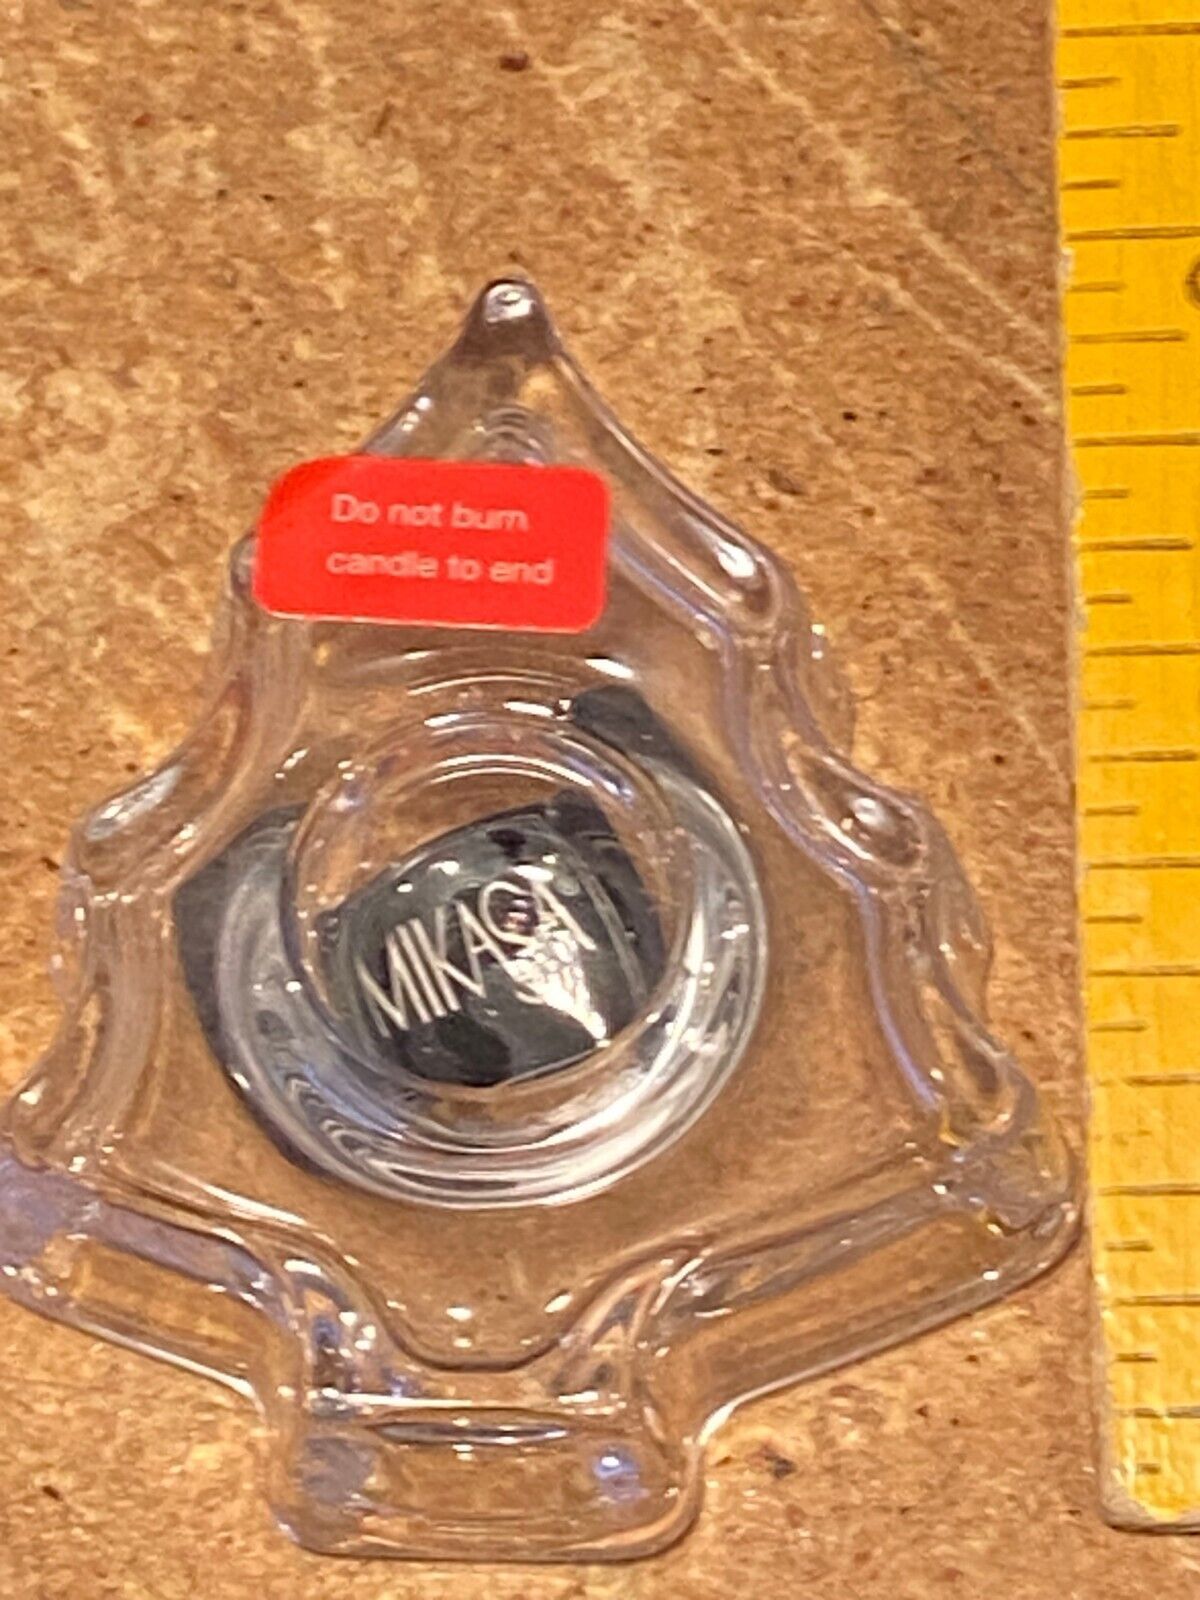 Do not burn
candle to end
MIKASA